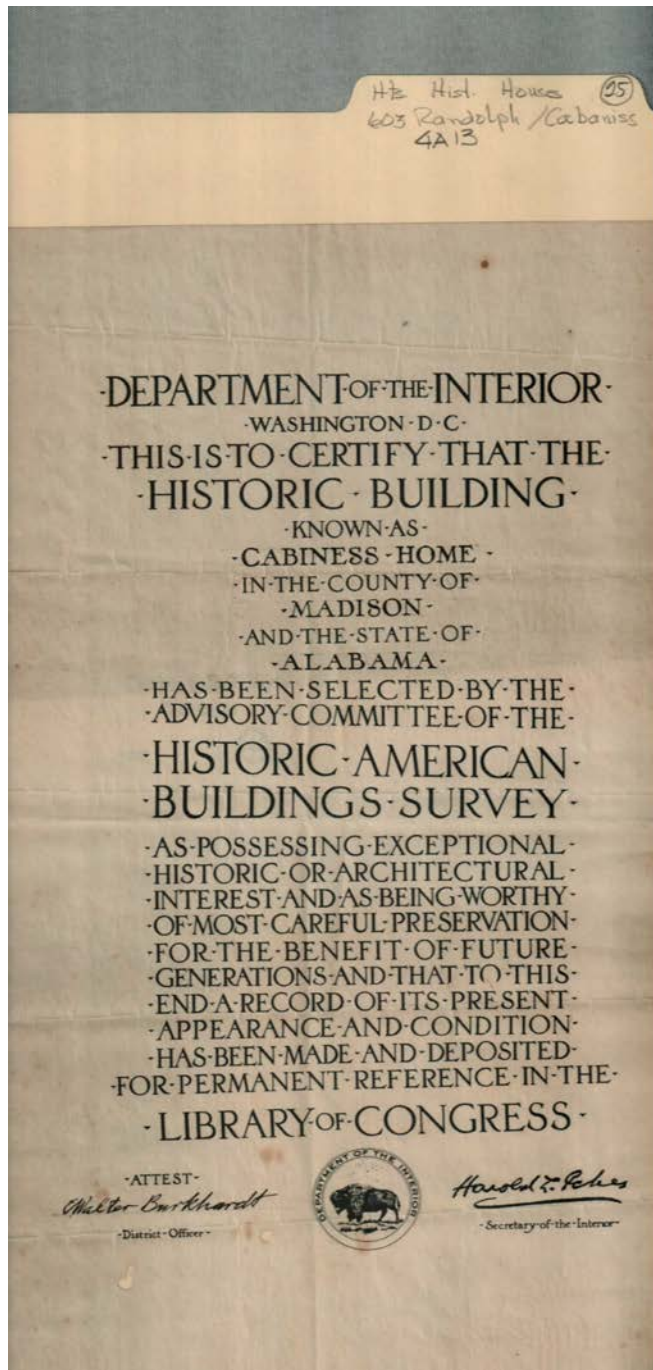 Hist. House 25
603 Randolph / Cabaniss
4A13
·DEPARTMENT·OF·THE·INTERIOR·
·WASHINGTON·D·C·
·THIS·IS·TO·CERTIFY·THAT·THE·
·HISTORIC·BUILDING·
·KNOWN·AS·
·CABINESS·HOME·
·IN·THE·COUNTY·OF·
·MADISON·
·AND·THE·STATE·OF·
·ALABAMA·
·HAS·BEEN·SELECTED·BY·THE·
·ADVISORY·COMMITTEE·OF·THE·
·HISTORIC·AMERICAN·
·BUILDINGS·SURVEY·
·AS·POSSESSING·EXCEPTIONAL·
·HISTORIC·OR·ARCHITECTURAL·
·INTEREST·AND·AS·BEING·WORTHY·
·OF·MOST·CAREFUL·PRESERVATION·
·FOR·THE·BENEFIT·OF·FUTURE·
·GENERATIONS·AND·THAT·TO·THIS·
·END·A·RECORD·OF·ITS·PRESENT·
·APPEARANCE·AND·CONDITION·
·HAS·BEEN·MADE·AND·DEPOSITED·
·FOR·PERMANENT·REFERENCE·IN·THE·
·LIBRARY·OF·CONGRESS·
·ATTEST·
Walter Burkhardt
·District·Officer·
DEPARTMENT OF THE INTERIOR
Harold L. Ickes
·Secretary·of·the·Interior·